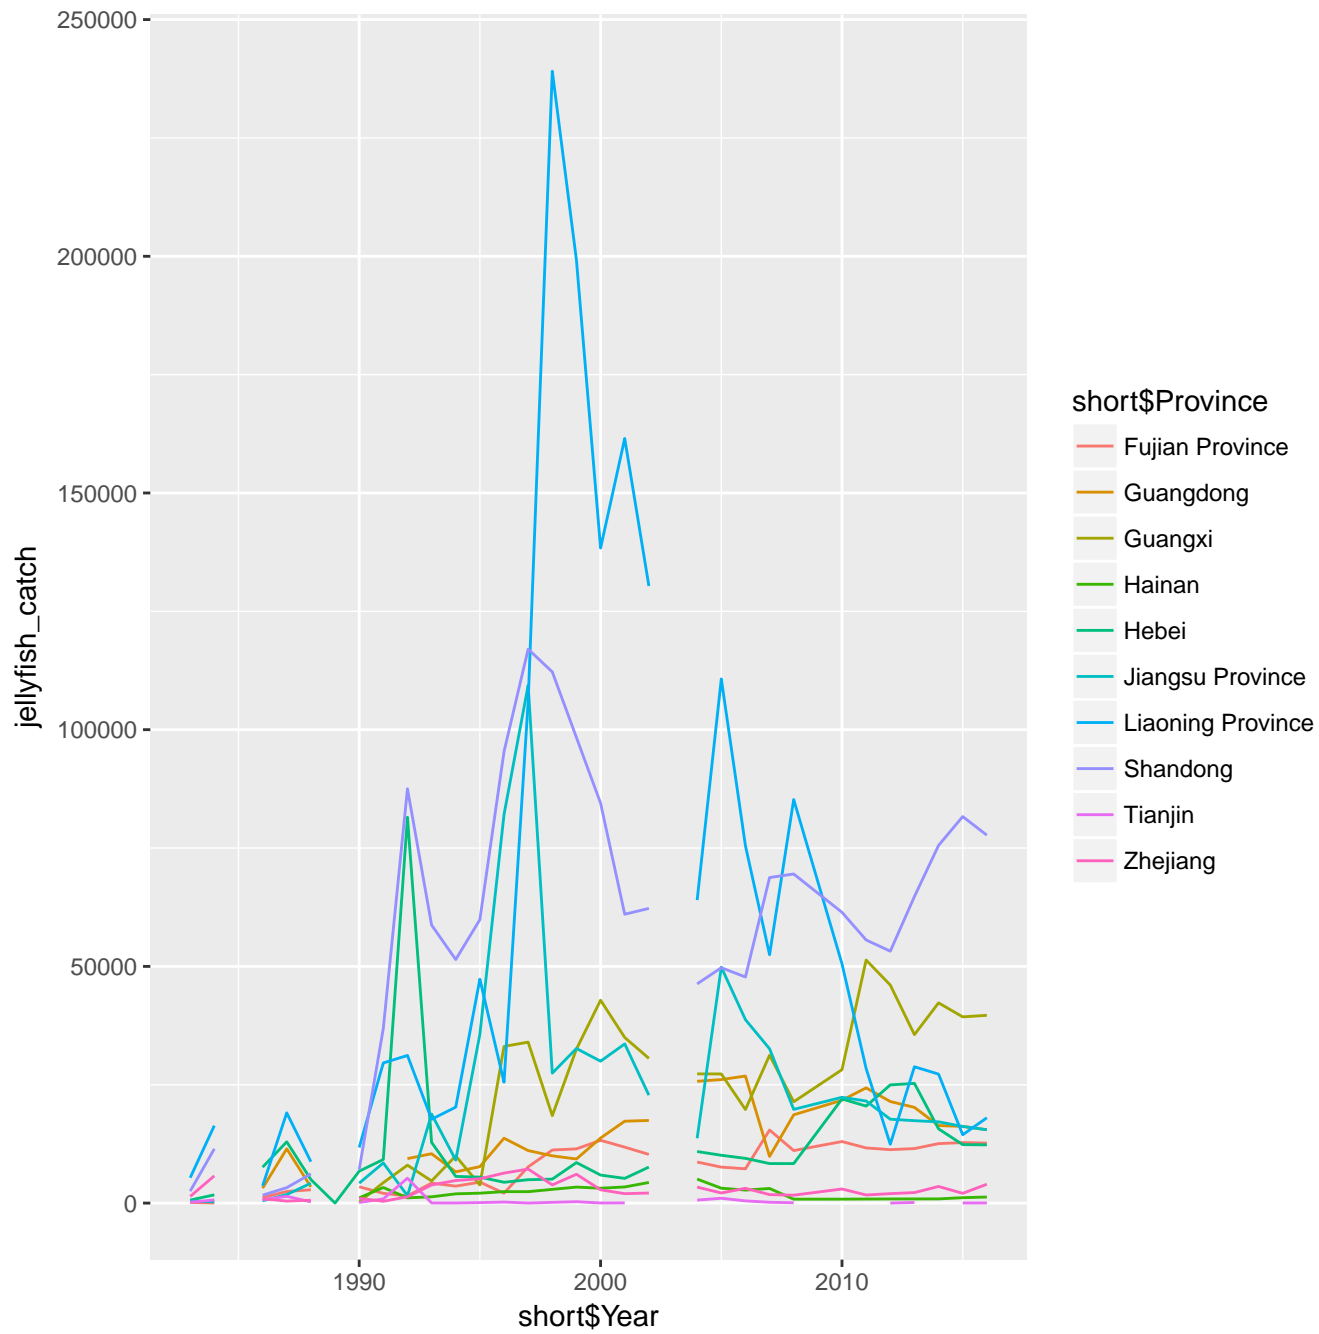 250000
200000
150000
100000
50000
0
jellyfish_catch
1990
2000
2010
short$Year
short$Province
Fujian Province
Guangdong
Guangxi
Hainan
Hebei
Jiangsu Province
Liaoning Province
Shandong
Tianjin
Zhejiang